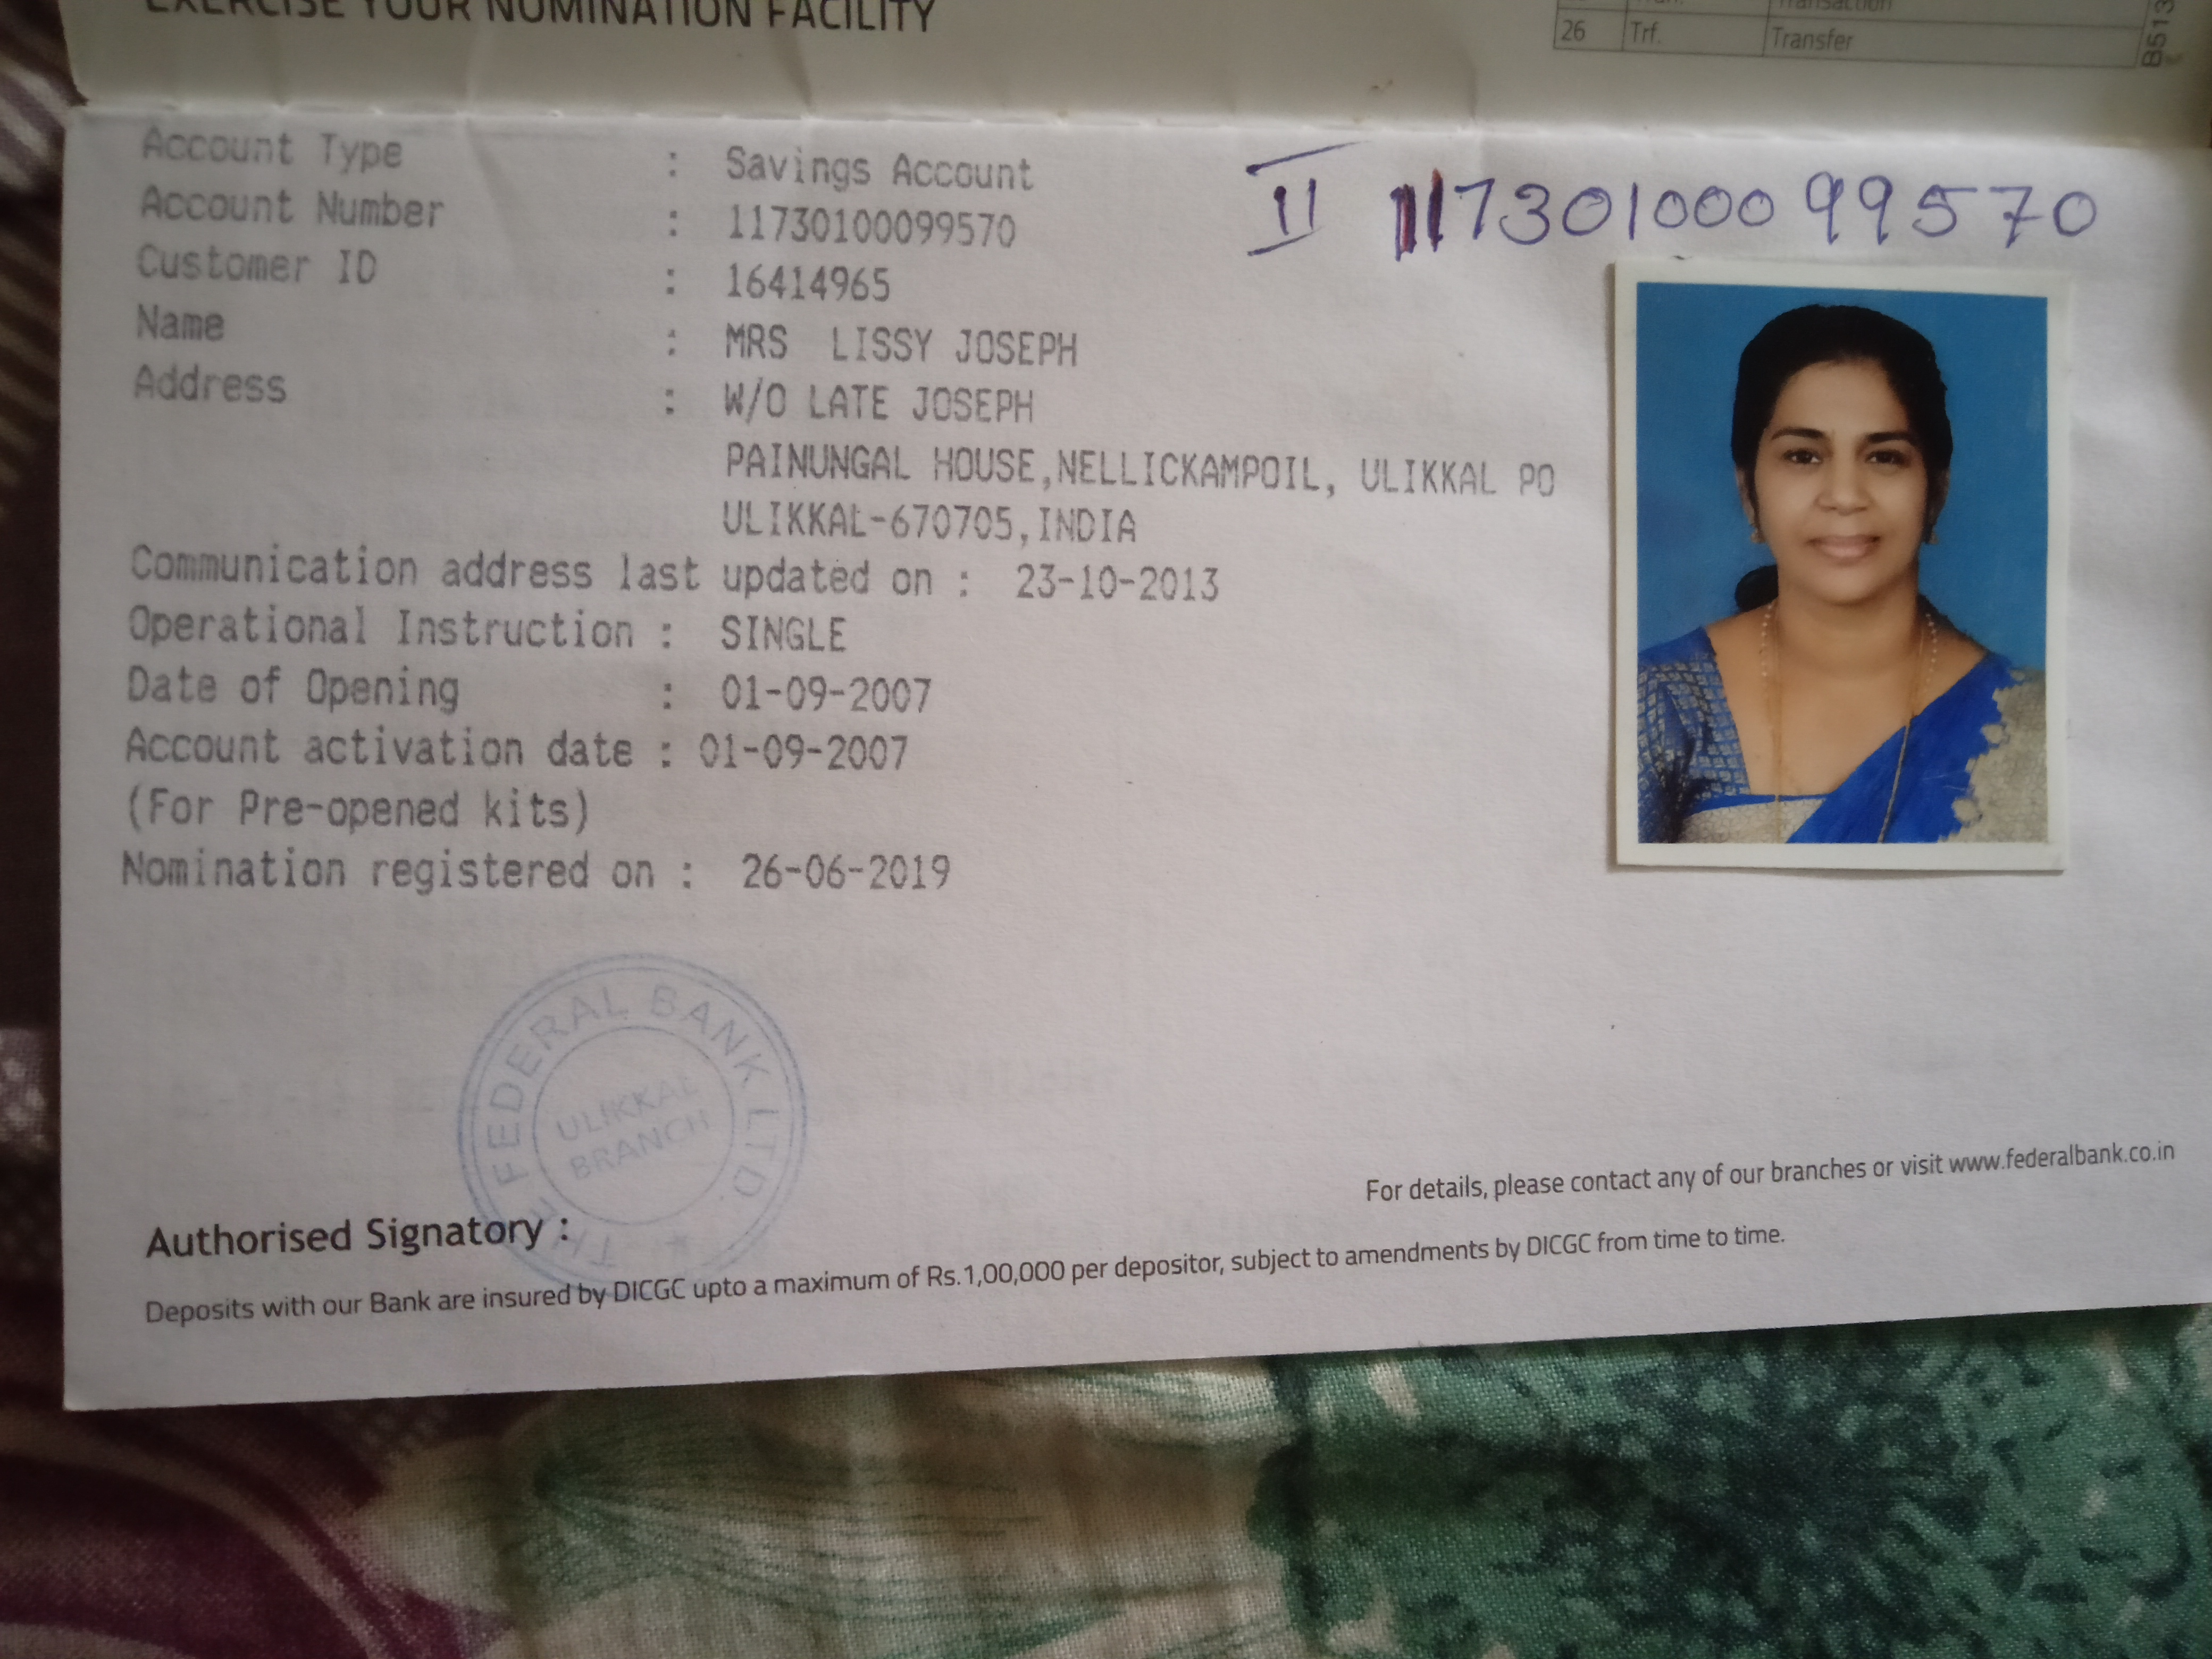 EXERCISE YOUR NOMINATION FACILITY
Transaction
26 Trf. Transfer
B513
Account Type : Savings Account
Account Number : 11730100099570
Customer ID : 16414965
Name : MRS LISSY JOSEPH
Address : W/O LATE JOSEPH
PAINUNGAL HOUSE,NELLICKAMPOIL, ULIKKAL PO
ULIKKAL-670705,INDIA
Communication address last updated on : 23-10-2013
Operational Instruction : SINGLE
Date of Opening : 01-09-2007
Account activation date : 01-09-2007
(For Pre-opened kits)
Nomination registered on : 26-06-2019
II 11730100099570
THE FEDERAL BANK LTD.
ULIKKAL
BRANCH
For details, please contact any of our branches or visit www.federalbank.co.in
Authorised Signatory :
Deposits with our Bank are insured by DICGC upto a maximum of Rs.1,00,000 per depositor, subject to amendments by DICGC from time to time.